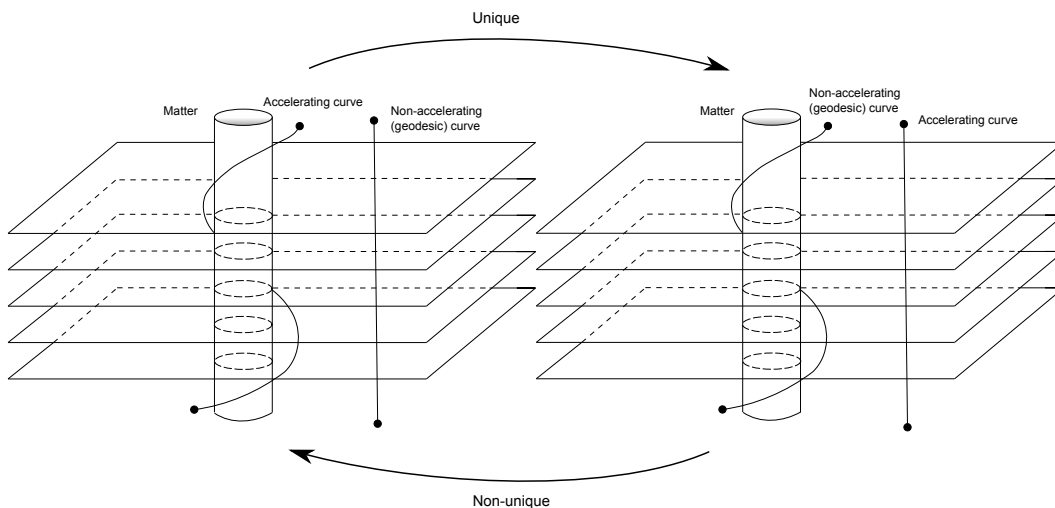 Unique
Matter
Accelerating curve
Non-accelerating
(geodesic) curve
Matter
Non-accelerating
(geodesic) curve
Accelerating curve
Non-unique